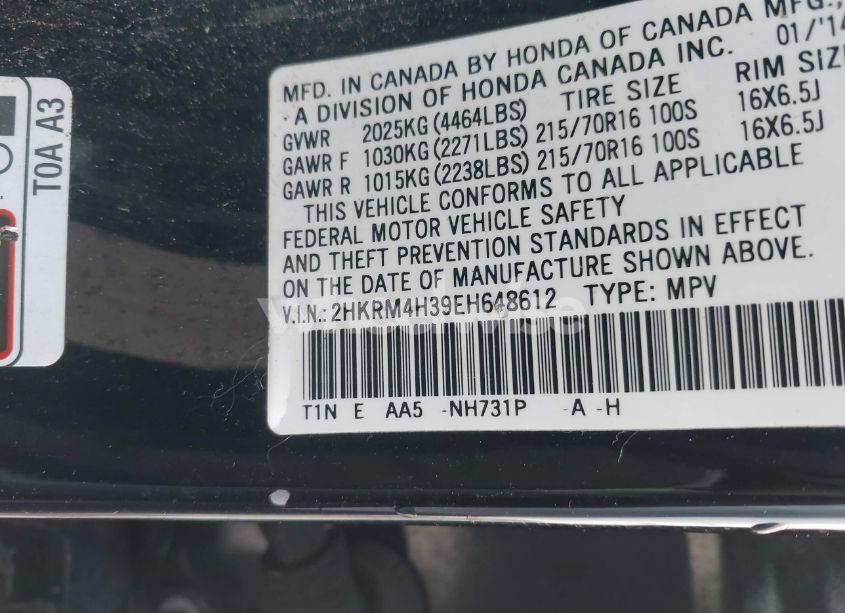 MFD. IN CANADA BY HONDA OF CANADA MFG.,
A DIVISION OF HONDA CANADA INC. 01/'14
GVWR 2025KG (4464LBS) TIRE SIZE RIM SIZE
GAWR F 1030KG (2271LBS) 215/70R16 100S 16X6.5J
GAWR R 1015KG (2238LBS) 215/70R16 100S 16X6.5J
THIS VEHICLE CONFORMS TO ALL APPLICABLE
FEDERAL MOTOR VEHICLE SAFETY
AND THEFT PREVENTION STANDARDS IN EFFECT
ON THE DATE OF MANUFACTURE SHOWN ABOVE.
V.I.N.: 2HKRM4H39EH648612 TYPE: MPV
T1N E AA5 -NH731P -A -H
T0A A3